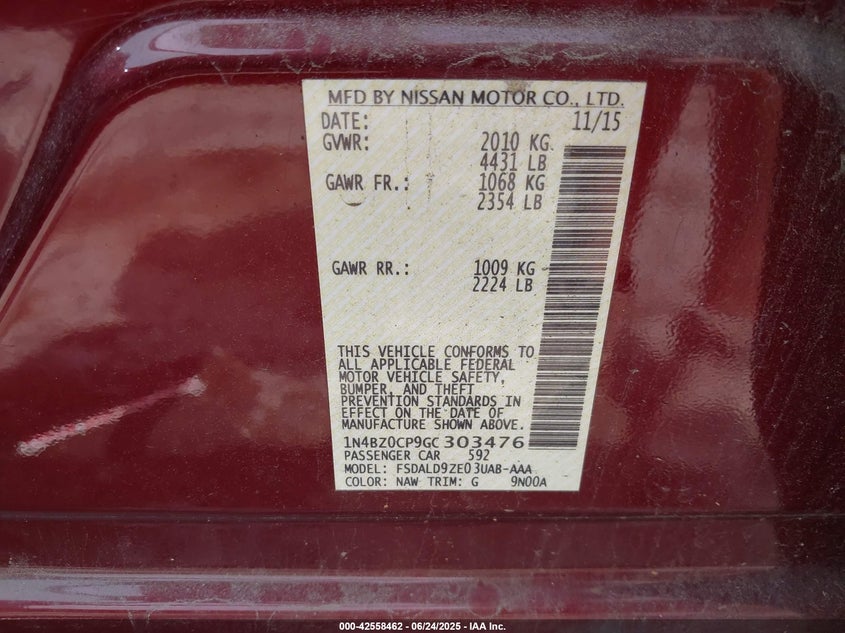 MFD BY NISSAN MOTOR CO., LTD.
DATE: 11/15
GVWR: 2010 KG
4431 LB
GAWR FR.: 1068 KG
2354 LB
GAWR RR.: 1009 KG
2224 LB
THIS VEHICLE CONFORMS TO
ALL APPLICABLE FEDERAL
MOTOR VEHICLE SAFETY,
BUMPER, AND THEFT
PREVENTION STANDARDS IN
EFFECT ON THE DATE OF
MANUFACTURE SHOWN ABOVE.
1N4BZ0CP9GC303476
PASSENGER CAR 592
MODEL: FSDALD9ZE03UAB-AAA
COLOR: NAW TRIM: G 9N00A
000-42558462 - 06/24/2025 - IAA Inc.